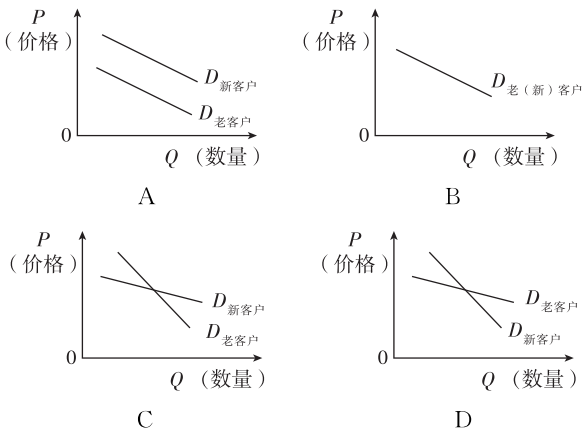 P
（价格）
D新客户
D老客户
0
Q （数量）
A
P
（价格）
D老（新）客户
0
Q （数量）
B
P
（价格）
D新客户
D老客户
0
Q （数量）
C
P
（价格）
D老客户
D新客户
0
Q （数量）
D